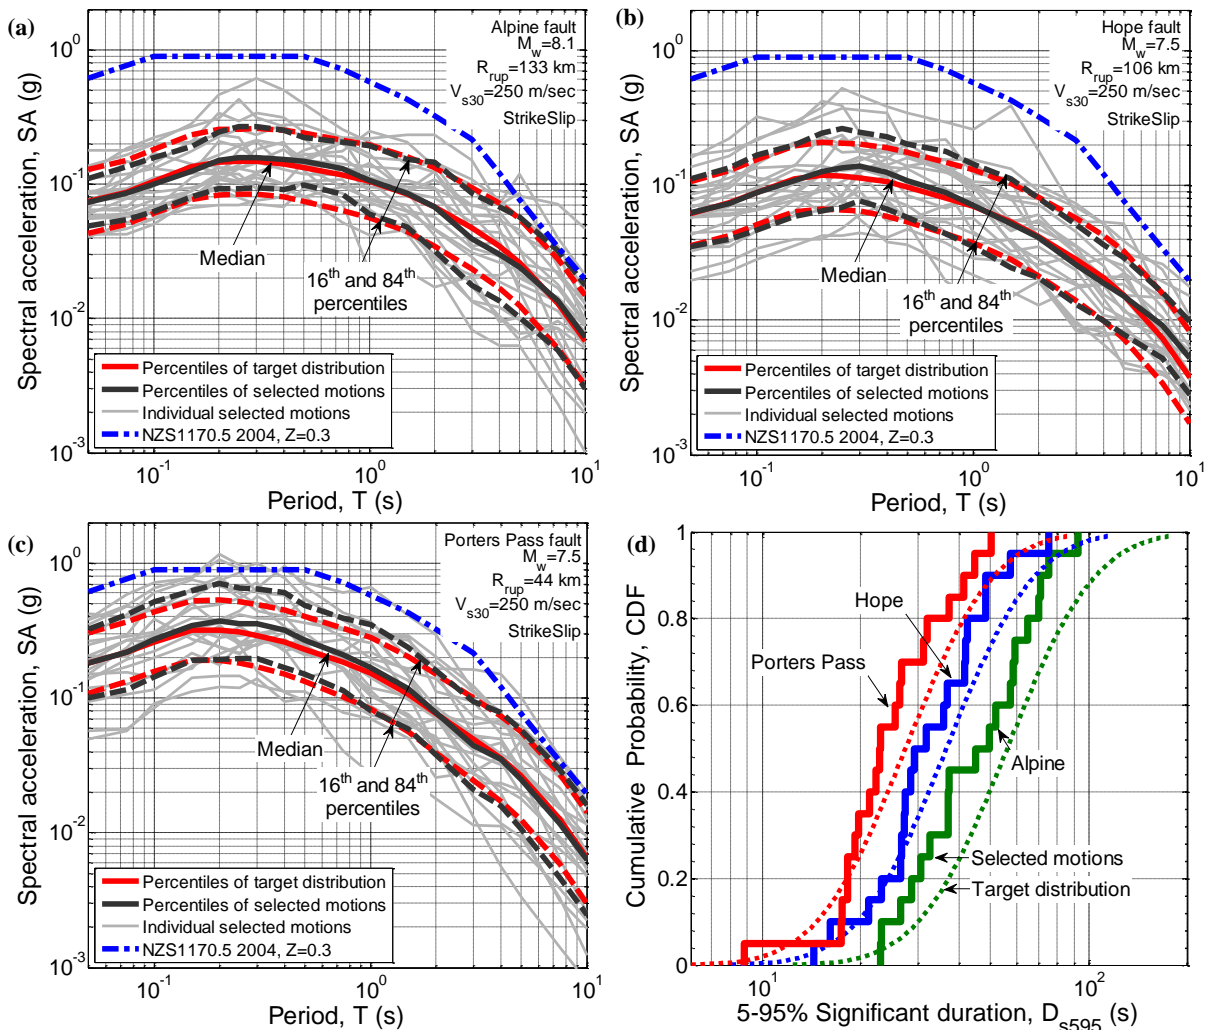 (a)
Alpine fault
M_w=8.1
R_rup=133 km
V_s30=250 m/sec
StrikeSlip
Spectral acceleration, SA (g)
10^0
10^-1
10^-2
10^-3
Median
16^th and 84^th
percentiles
Percentiles of target distribution
Percentiles of selected motions
Individual selected motions
NZS1170.5 2004, Z=0.3
10^-1
10^0
10^1
Period, T (s)
(b)
Hope fault
M_w=7.5
R_rup=106 km
V_s30=250 m/sec
StrikeSlip
Spectral acceleration, SA (g)
10^0
10^-1
10^-2
10^-3
Median
16^th and 84^th
percentiles
Percentiles of target distribution
Percentiles of selected motions
Individual selected motions
NZS1170.5 2004, Z=0.3
10^-1
10^0
10^1
Period, T (s)
(c)
Porters Pass fault
M_w=7.5
R_rup=44 km
V_s30=250 m/sec
StrikeSlip
Spectral acceleration, SA (g)
10^0
10^-1
10^-2
10^-3
Median
16^th and 84^th
percentiles
Percentiles of target distribution
Percentiles of selected motions
Individual selected motions
NZS1170.5 2004, Z=0.3
10^-1
10^0
10^1
Period, T (s)
(d)
Cumulative Probability, CDF
1
0.8
0.6
0.4
0.2
0
Hope
Porters Pass
Alpine
Selected motions
Target distribution
10^1
10^2
5-95% Significant duration, D_s595 (s)